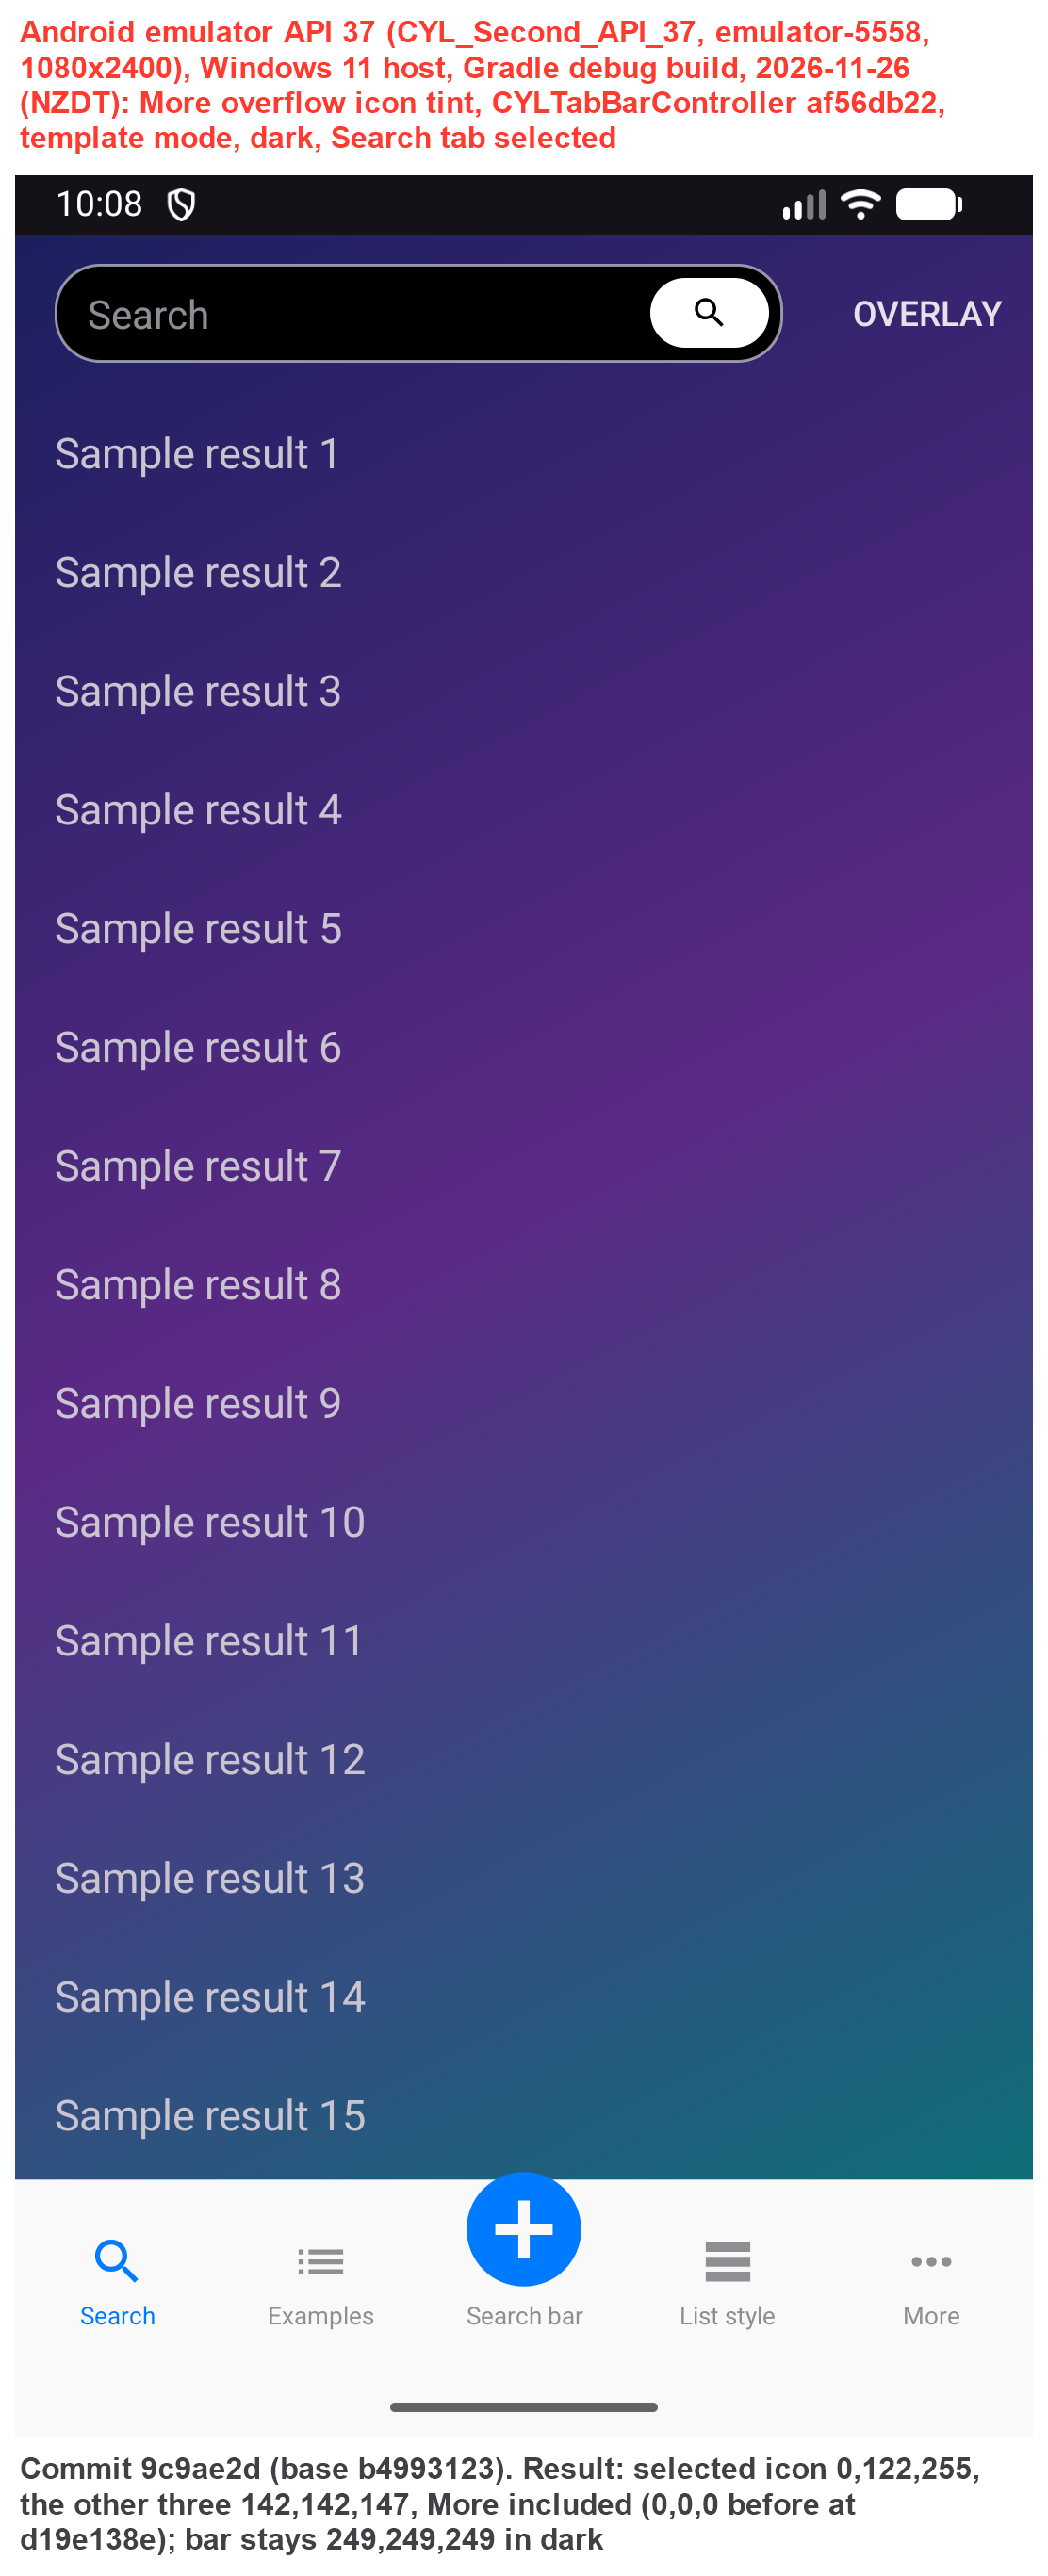 Android emulator API 37 (CYL_Second_API_37, emulator-5558,
1080x2400), Windows 11 host, Gradle debug build, 2026-11-26
(NZDT): More overflow icon tint, CYLTabBarController af56db22,
template mode, dark, Search tab selected
10:08
Search
OVERLAY
Sample result 1
Sample result 2
Sample result 3
Sample result 4
Sample result 5
Sample result 6
Sample result 7
Sample result 8
Sample result 9
Sample result 10
Sample result 11
Sample result 12
Sample result 13
Sample result 14
Sample result 15
Search Examples Search bar List style More
Commit 9c9ae2d (base b4993123). Result: selected icon 0,122,255,
the other three 142,142,147, More included (0,0,0 before at
d19e138e); bar stays 249,249,249 in dark